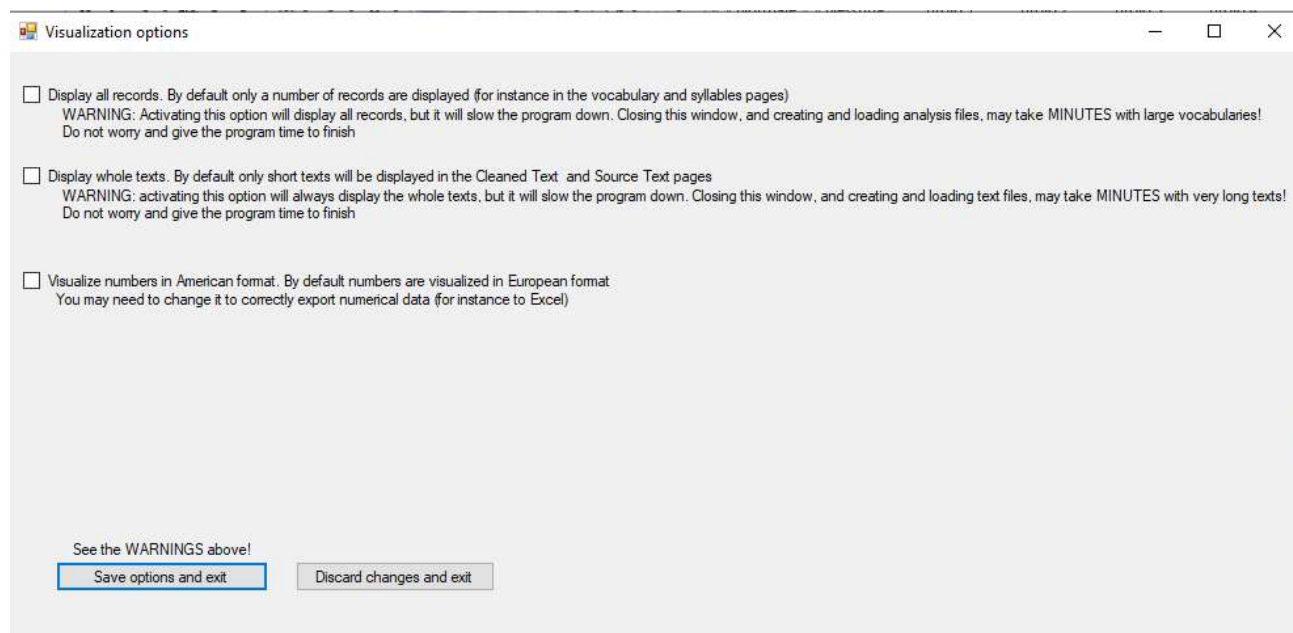 Visualization options
Display all records. By default only a number of records are displayed (for instance in the vocabulary and syllables pages)
WARNING: Activating this option will display all records, but it will slow the program down. Closing this window, and creating and loading analysis files, may take MINUTES with large vocabularies!
Do not worry and give the program time to finish
Display whole texts. By default only short texts will be displayed in the Cleaned Text and Source Text pages
WARNING: activating this option will always display the whole texts, but it will slow the program down. Closing this window, and creating and loading text files, may take MINUTES with very long texts!
Do not worry and give the program time to finish
Visualize numbers in American format. By default numbers are visualized in European format
You may need to change it to correctly export numerical data (for instance to Excel)
See the WARNINGS above!
Save options and exit
Discard changes and exit